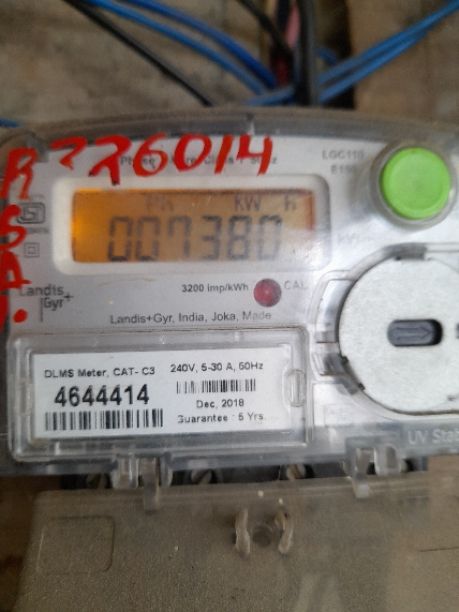 226014
LGC110
R
S
A.
KW H
007380
3200 imp/kWh
CAL
Landis
Gyr+
Landis+Gyr, India, Joka, Made
DLMS Meter, CAT- C3 240V, 5-30 A, 50Hz
4644414
Dec, 2018
Guarantee : 5 Yrs.
UV Stab